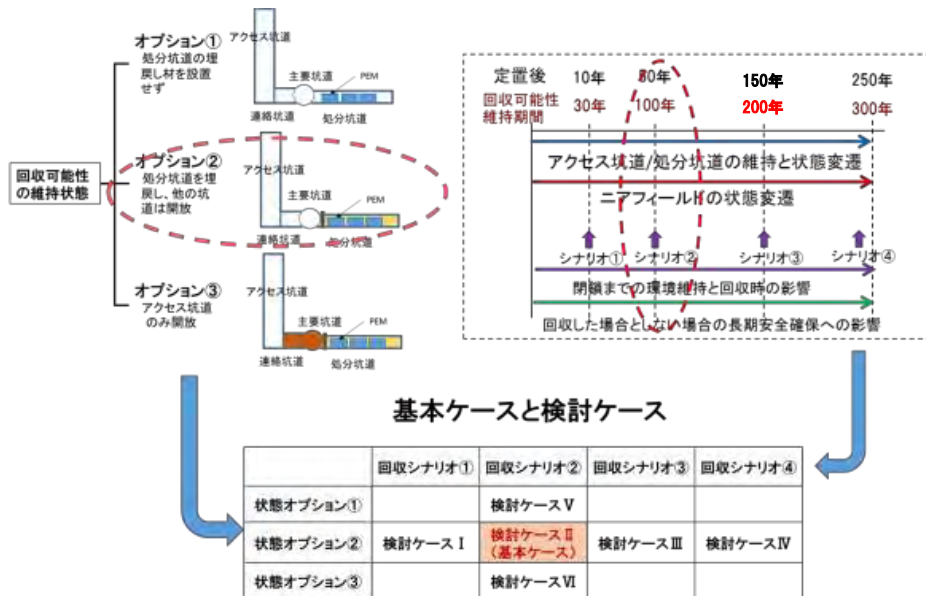 オプション①
処分坑道の埋
戻し材を設置
せず
アクセス坑道
主要坑道
PEM
連絡坑道
処分坑道
回収可能性
の維持状態
オプション②
処分坑道を埋
戻し、他の坑
道は開放
アクセス坑道
主要坑道
PEM
連絡坑道
処分坑道
オプション③
アクセス坑道
のみ開放
アクセス坑道
主要坑道
PEM
連絡坑道
処分坑道
定置後 10年 80年 150年 250年
回収可能性
維持期間
30年 100年 200年 300年
アクセス坑道/処分坑道の維持と状態変遷
ニアフィールドの状態変遷
シナリオ① シナリオ② シナリオ③ シナリオ④
閉鎖までの環境維持と回収時の影響
回収した場合としない場合の長期安全確保への影響
基本ケースと検討ケース
回収シナリオ① 回収シナリオ② 回収シナリオ③ 回収シナリオ④
状態オプション① 検討ケースⅤ
状態オプション② 検討ケースⅠ 検討ケースⅡ
(基本ケース) 検討ケースⅢ 検討ケースⅣ
状態オプション③ 検討ケースⅥ